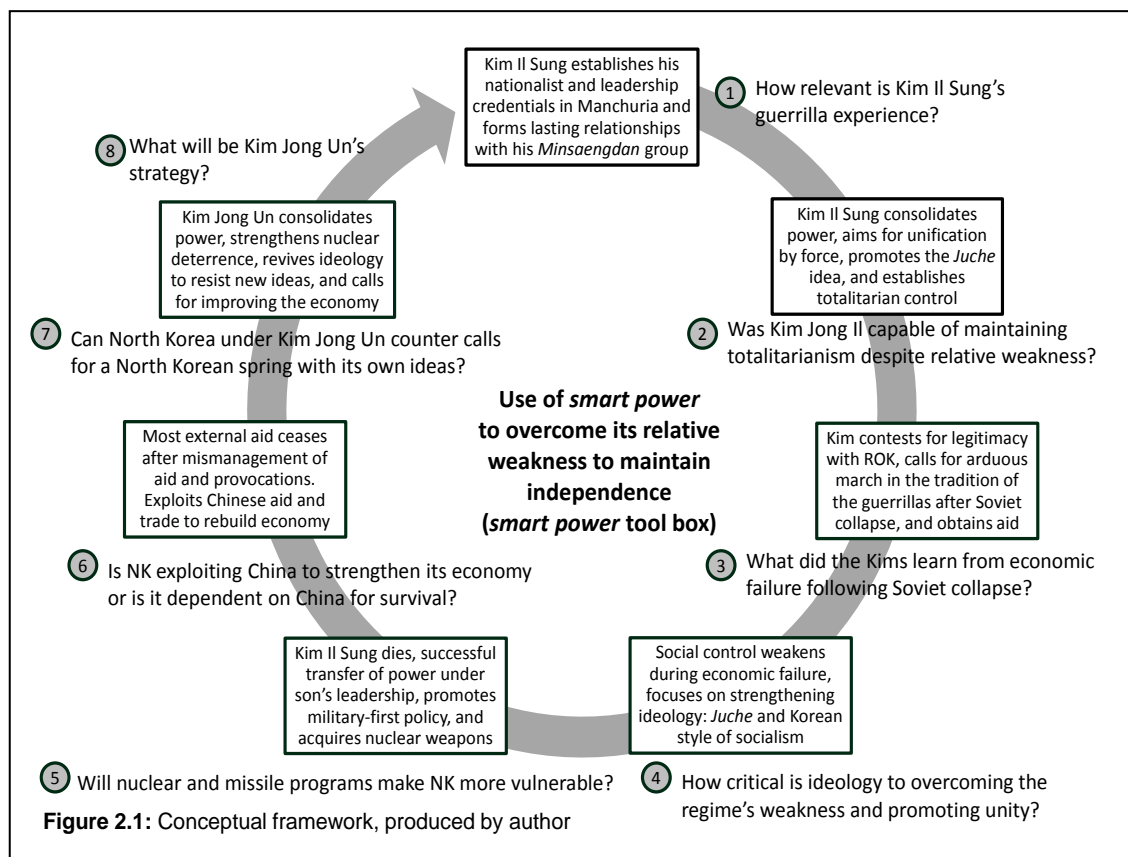 Kim Il Sung establishes his
nationalist and leadership
credentials in Manchuria and
forms lasting relationships
with his Minsaengdan group
1
How relevant is Kim Il Sung's
guerrilla experience?
Kim Il Sung consolidates
power, aims for unification
by force, promotes the Juche
idea, and establishes
totalitarian control
2
Was Kim Jong Il capable of maintaining
totalitarianism despite relative weakness?
Kim contests for legitimacy
with ROK, calls for arduous
march in the tradition of
the guerrillas after Soviet
collapse, and obtains aid
3
What did the Kims learn from economic
failure following Soviet collapse?
Social control weakens
during economic failure,
focuses on strengthening
ideology: Juche and Korean
style of socialism
4
How critical is ideology to overcoming the
regime's weakness and promoting unity?
Kim Il Sung dies, successful
transfer of power under
son's leadership, promotes
military-first policy, and
acquires nuclear weapons
5
Will nuclear and missile programs make NK more vulnerable?
Most external aid ceases
after mismanagement of
aid and provocations.
Exploits Chinese aid and
trade to rebuild economy
6
Is NK exploiting China to strengthen its economy
or is it dependent on China for survival?
Kim Jong Un consolidates
power, strengthens nuclear
deterrence, revives ideology
to resist new ideas, and calls
for improving the economy
7
Can North Korea under Kim Jong Un counter calls
for a North Korean spring with its own ideas?
8
What will be Kim Jong Un's
strategy?
Use of smart power
to overcome its relative
weakness to maintain
independence
(smart power tool box)
Figure 2.1: Conceptual framework, produced by author